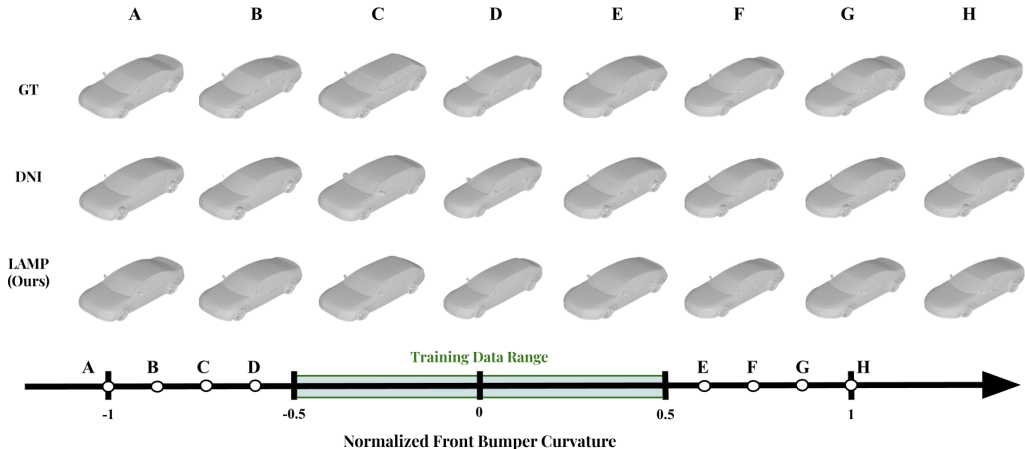 A B C D E F G H
GT
DNI
LAMP
(Ours)
Training Data Range
A B C D E F G H
-1 -0.5 0 0.5 1
Normalized Front Bumper Curvature